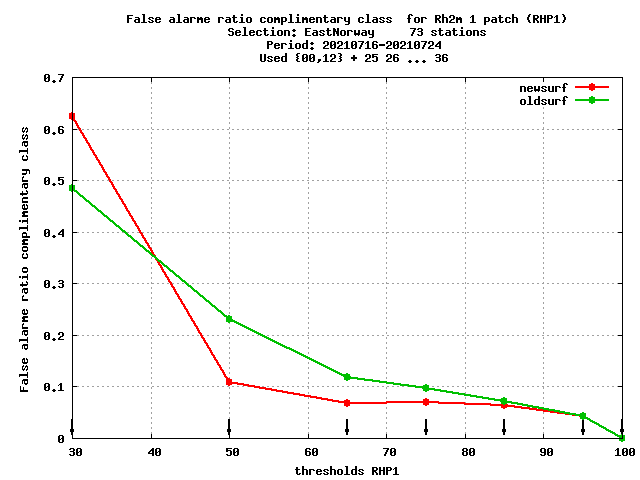 False alarme ratio complimentary class  for Rh2m 1 patch (RHP1)
Selection: EastNorway     73 stations
Period: 20210716-20210724
Used {00,12} + 25 26 ... 36
newsurf
oldsurf
False alarme ratio complimentary class
0.7
0.6
0.5
0.4
0.3
0.2
0.1
0
30 40 50 60 70 80 90 100
thresholds RHP1